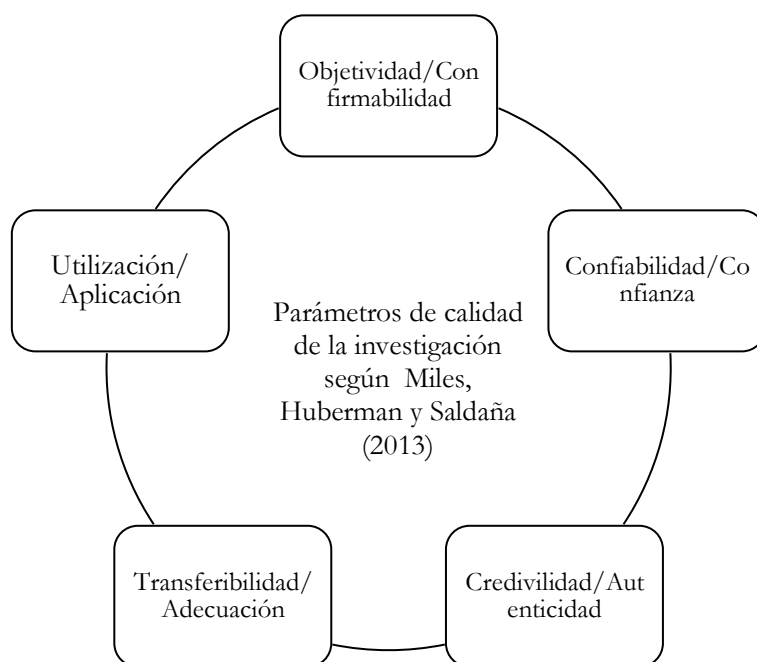 Objetividad/Con
firmabilidad
Confiabilidad/Co
nfianza
Credivilidad/Aut
enticidad
Transferibilidad/
Adecuación
Utilización/
Aplicación
Parámetros de calidad
de la investigación
según Miles,
Huberman y Saldaña
(2013)